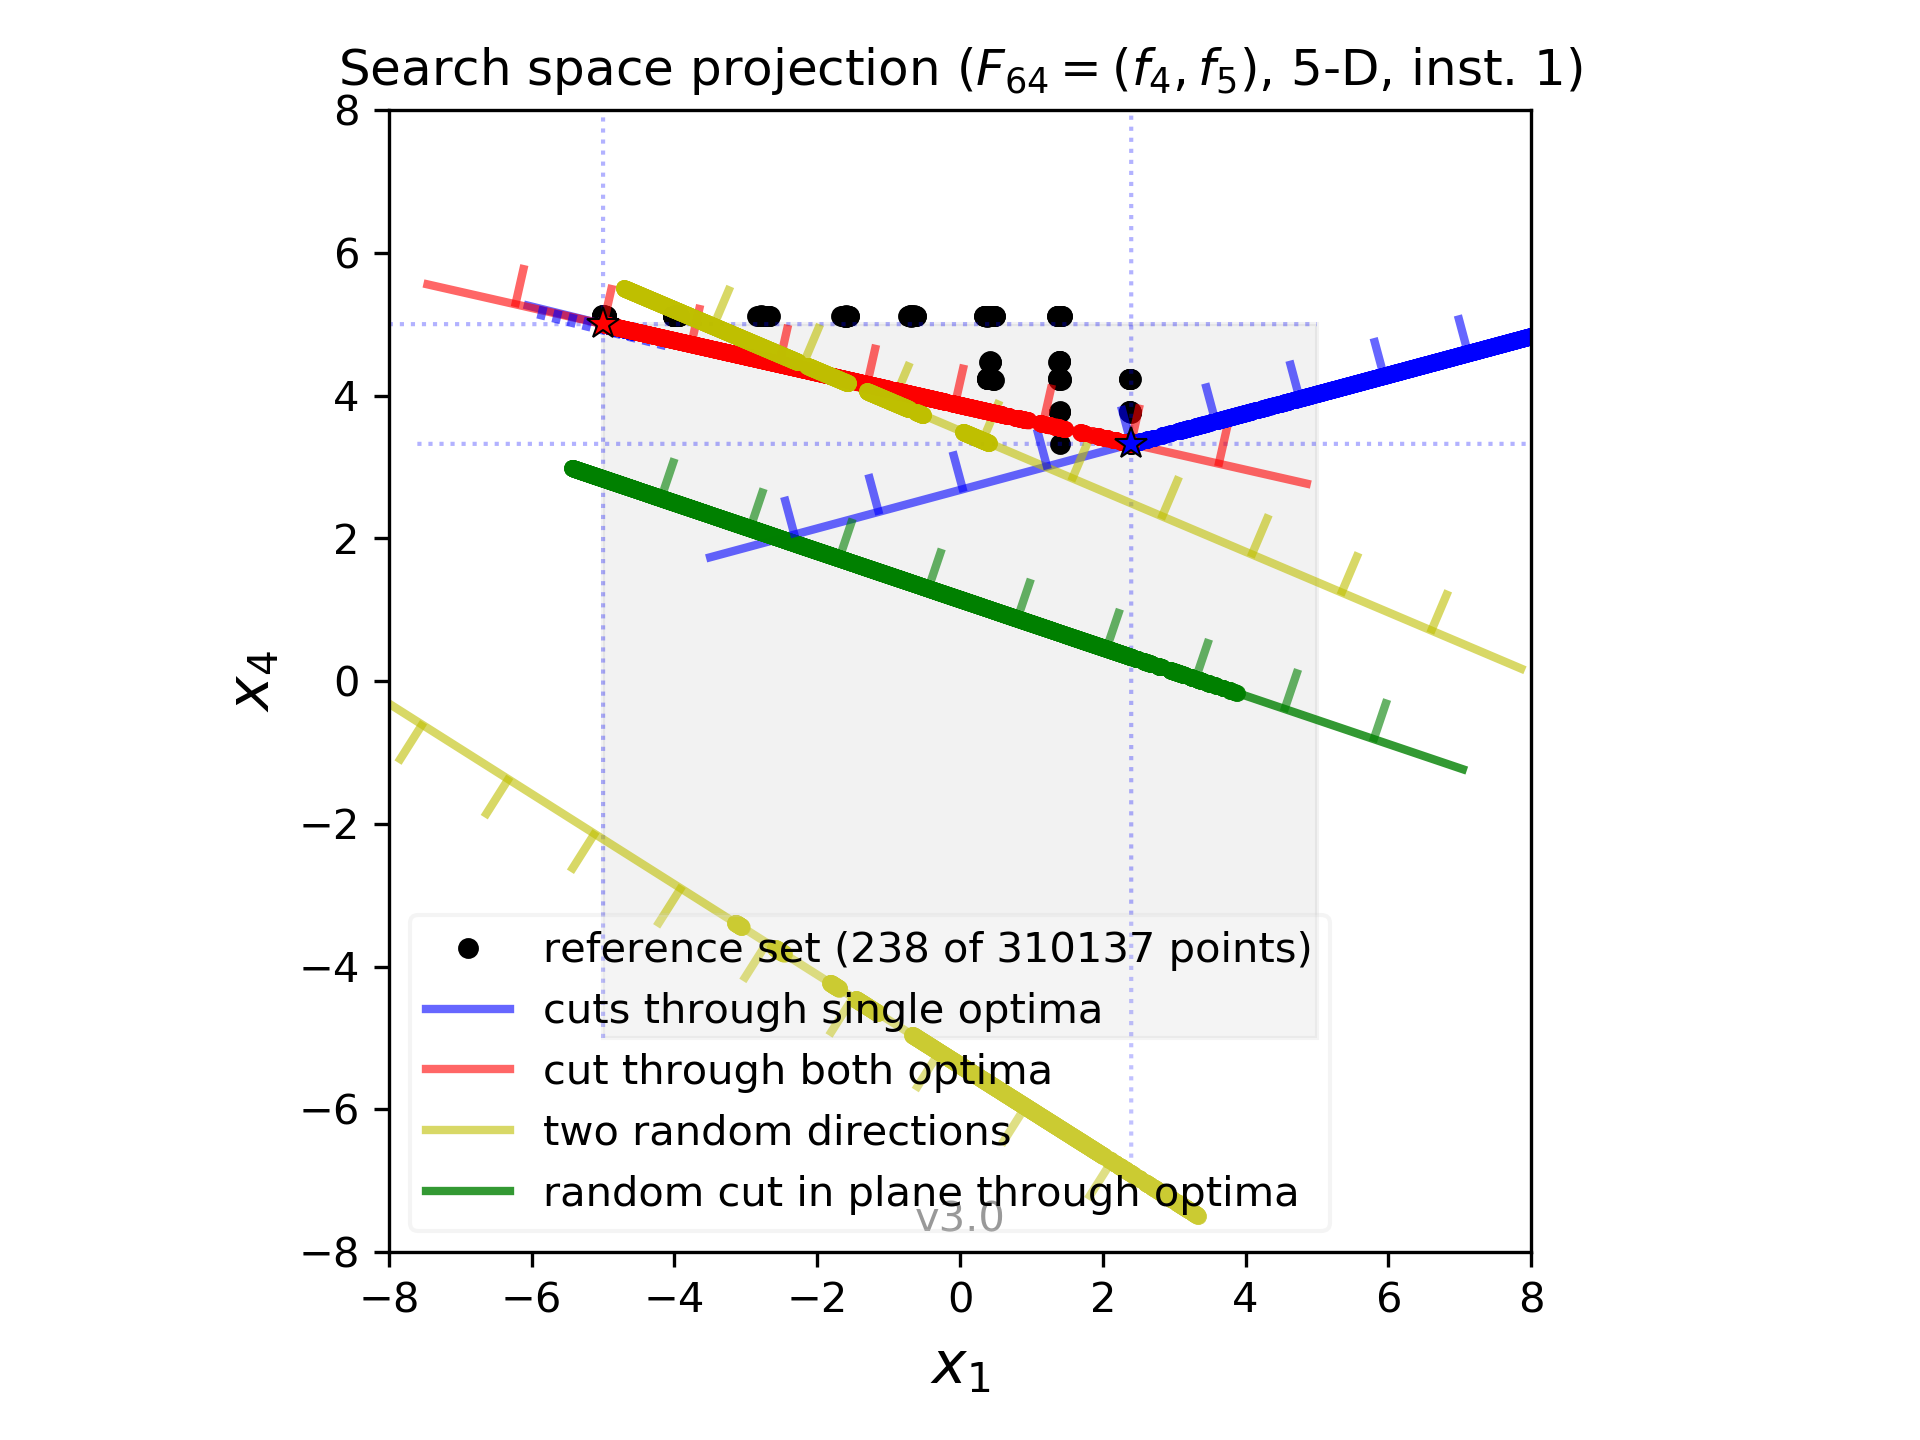 Search space projection (F₆₄ = (f₄, f₅), 5-D, inst. 1)
8
6
4
2
0
−2
−4
−6
−8
x₄
reference set (238 of 310137 points)
cuts through single optima
cut through both optima
two random directions
random cut in plane through optima
v3.0
−8 −6 −4 −2 0 2 4 6 8
x₁